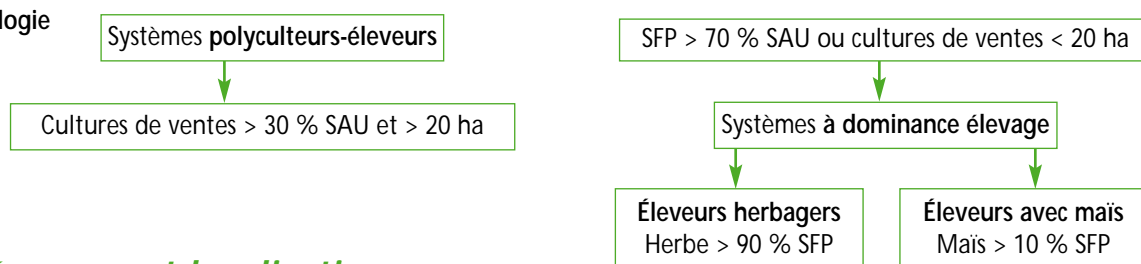 logie
Systèmes polyculteurs-éleveurs
Cultures de ventes > 30 % SAU et > 20 ha
SFP > 70 % SAU ou cultures de ventes < 20 ha
Systèmes à dominance élevage
Éleveurs herbagers
Herbe > 90 % SFP
Éleveurs avec maïs
Maïs > 10 % SFP